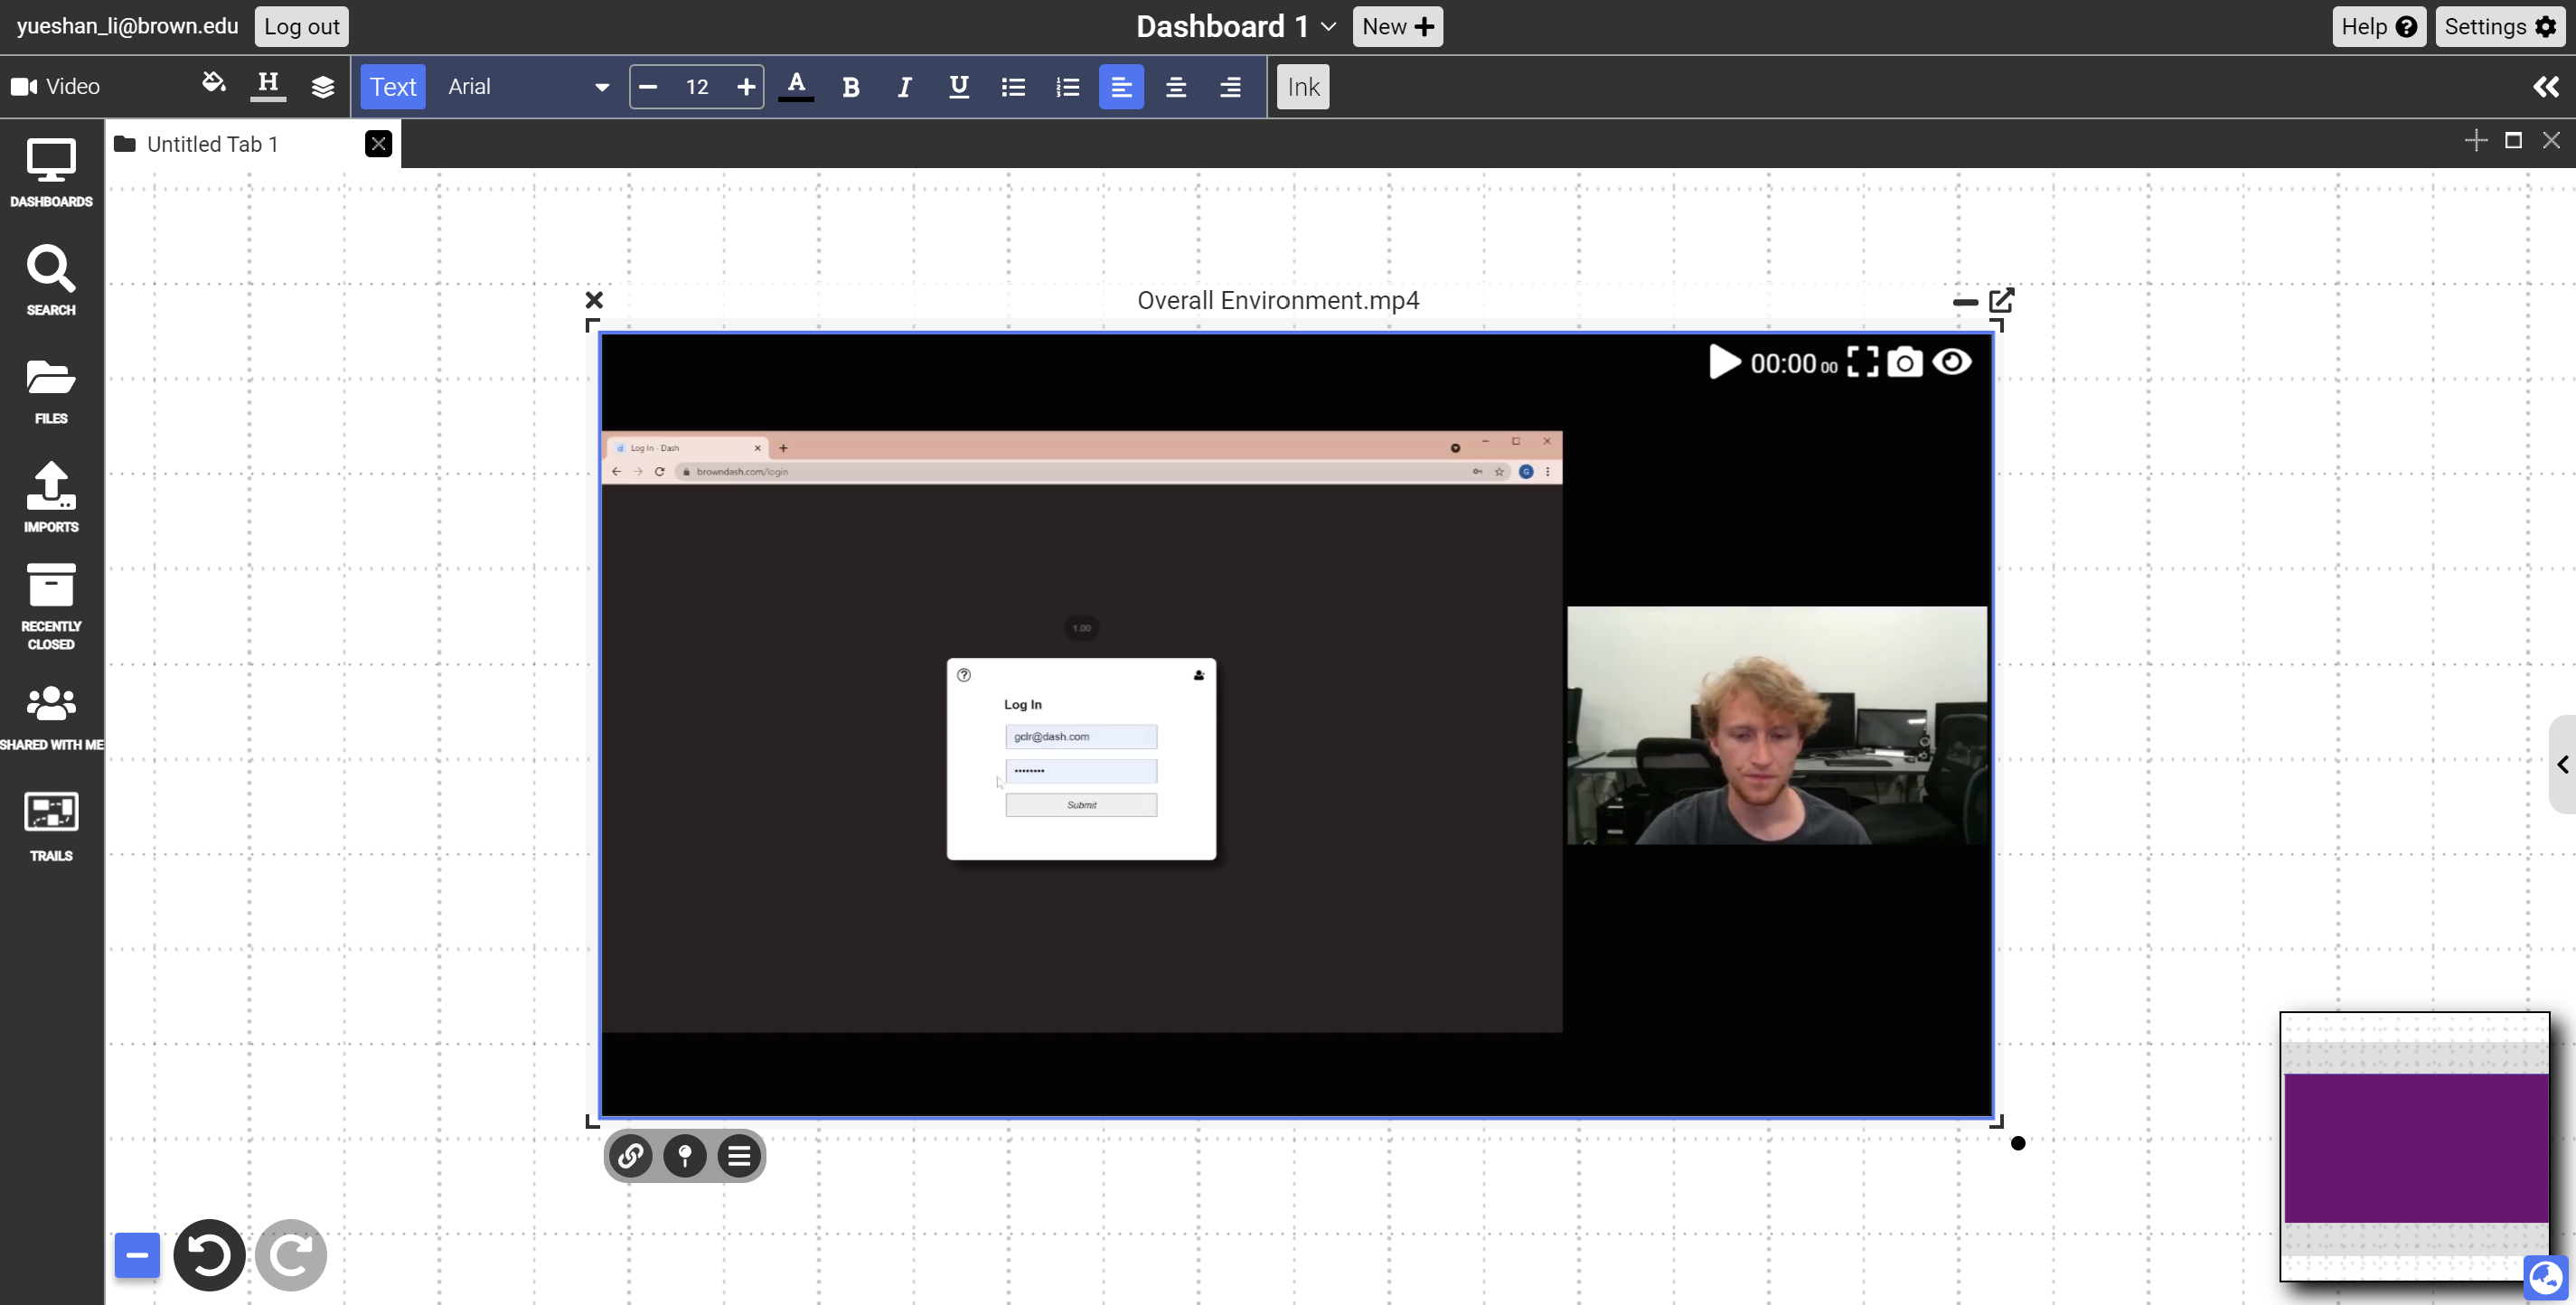 yueshan_li@brown.edu Log out Dashboard 1 New Help Settings
Video H Text Arial 12 A B I U Ink
Untitled Tab 1
DASHBOARDS
SEARCH
FILES
IMPORTS
RECENTLY
CLOSED
SHARED WITH ME
TRAILS
Overall Environment.mp4
00:00 00
Log In - Dash
browndash.com/login
G
1.00
Log In
gclr@dash.com
••••••••
Submit